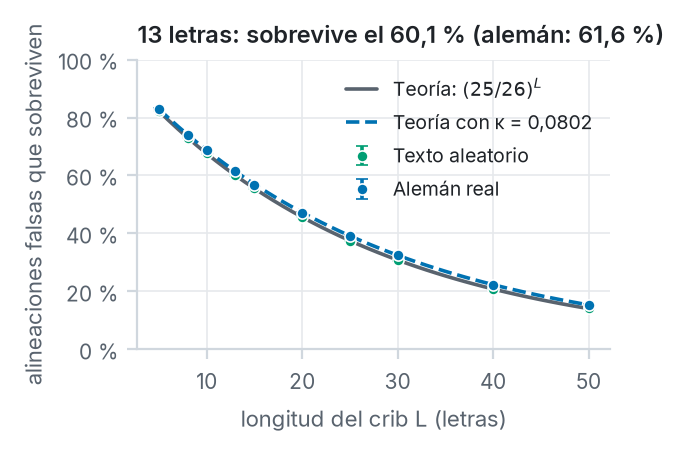 13 letras: sobrevive el 60,1 % (alemán: 61,6 %)
alineaciones falsas que sobreviven
100 %
80 %
60 %
40 %
20 %
0 %
Teoría: (25/26)^L
Teoría con κ = 0,0802
Texto aleatorio
Alemán real
10 20 30 40 50
longitud del crib L (letras)